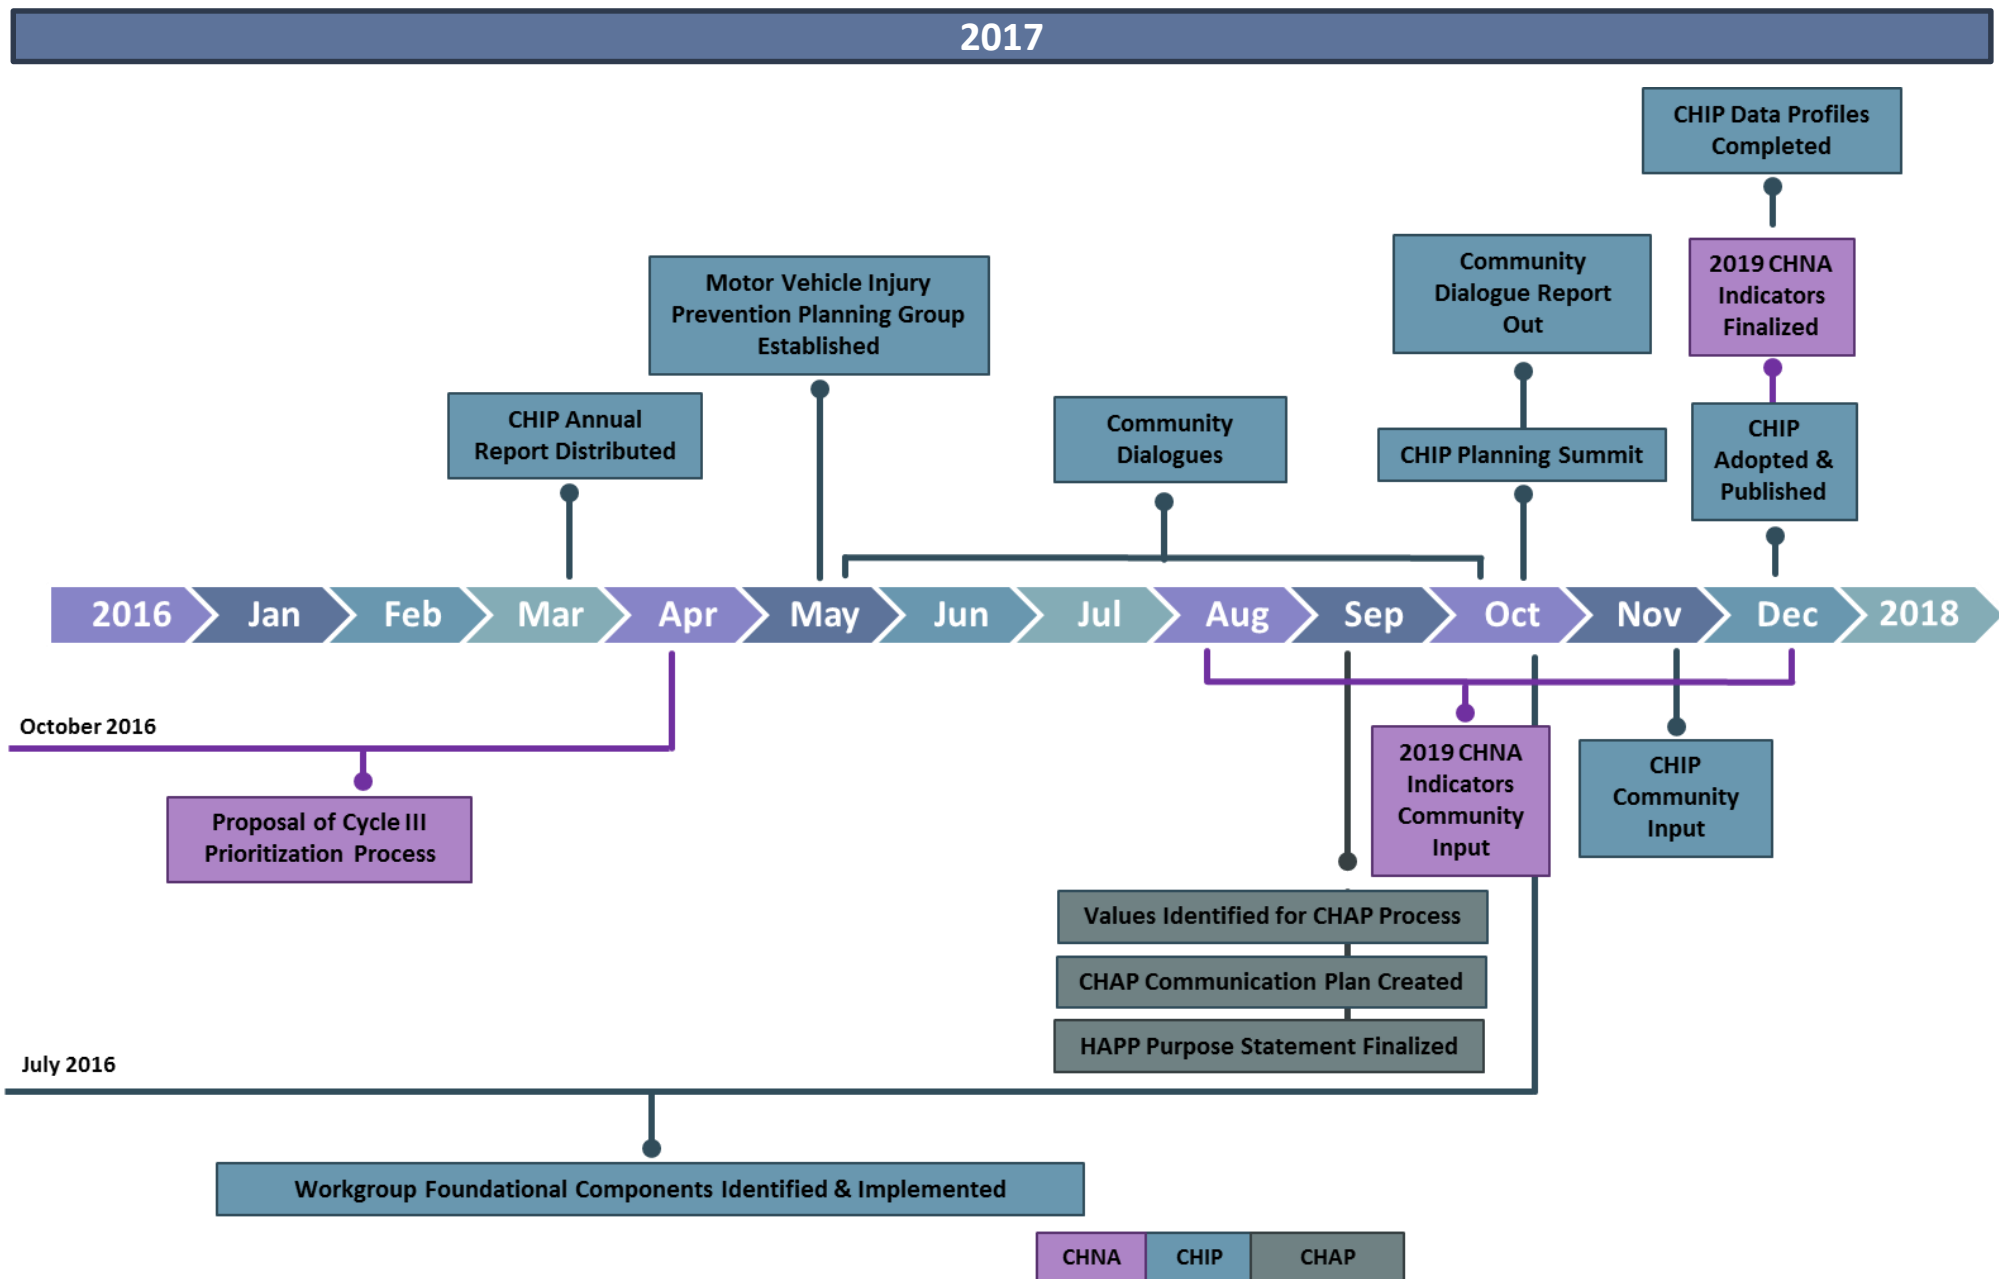 2017
CHIP Data Profiles
Completed
Community
Dialogue Report
Out
2019 CHNA
Indicators
Finalized
Motor Vehicle Injury
Prevention Planning Group
Established
CHIP Annual
Report Distributed
Community
Dialogues
CHIP Planning Summit
CHIP
Adopted &
Published
2016 Jan Feb Mar Apr May Jun Jul Aug Sep Oct Nov Dec 2018
October 2016
Proposal of Cycle III
Prioritization Process
2019 CHNA
Indicators
Community
Input
CHIP
Community
Input
Values Identified for CHAP Process
CHAP Communication Plan Created
HAPP Purpose Statement Finalized
July 2016
Workgroup Foundational Components Identified & Implemented
CHNA CHIP CHAP